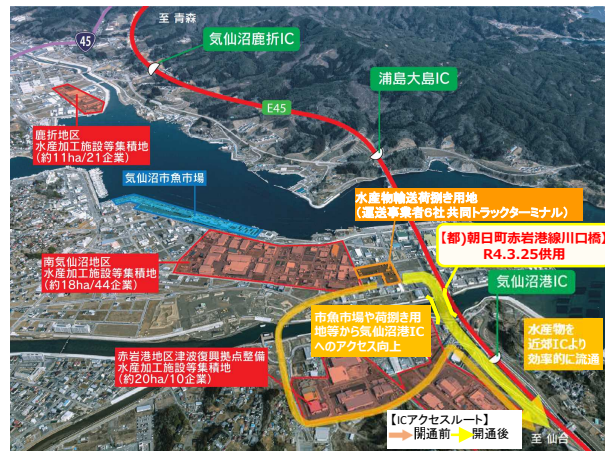 至 青森
45
気仙沼鹿折IC
浦島大島IC
E45
鹿折地区
水産加工施設等集積地
(約11ha/21企業)
気仙沼市魚市場
水産物輸送荷捌き用地
(運送事業者6社 共同トラックターミナル)
【都)朝日町赤岩港線川口橋】
R4.3.25供用
南気仙沼地区
水産加工施設等集積地
(約18ha/44企業)
気仙沼港IC
市魚市場や荷捌き用
地等から気仙沼港IC
へのアクセス向上
水産物を
近郊ICより
効率的に流通
赤岩港地区津波復興拠点整備
水産加工施設等集積地
(約20ha/10企業)
【ICアクセスルート】
開通前
開通後
至 仙台